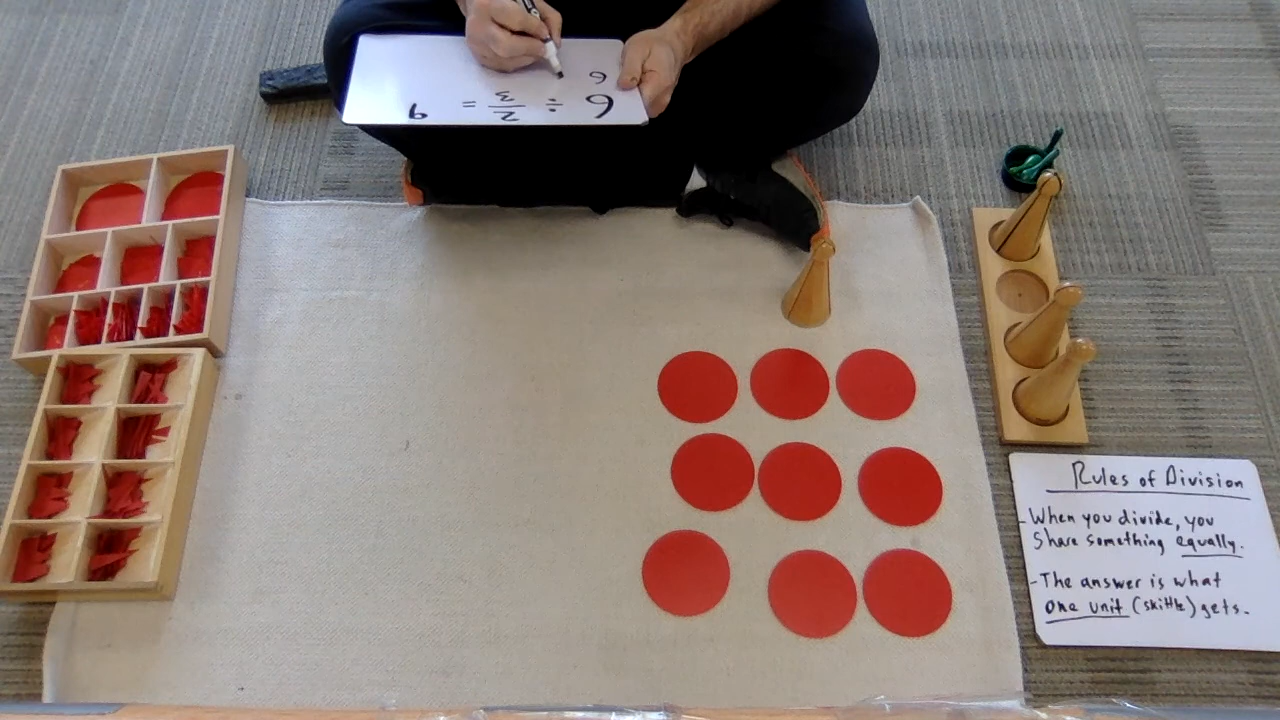 6 ÷ 2/3 = 9
6
Rules of Division
- When you divide, you
share something equally.
- The answer is what
one unit (skittle) gets.